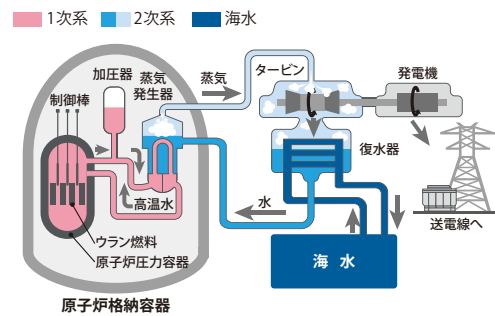 1次系
2次系
海水
加圧器
蒸気
発生器
蒸気
タービン
発電機
制御棒
復水器
高温水
水
送電線へ
ウラン燃料
原子炉圧力容器
海 水
原子炉格納容器